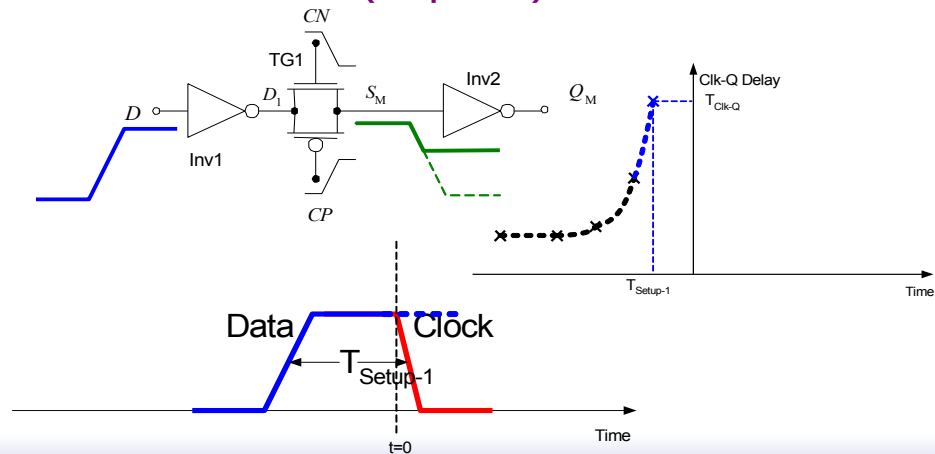 CN
TG1
D
D1
SM
Inv2
QM
Inv1
CP
Clk-Q Delay
TClk-Q
TSetup-1
Time
Data
Clock
TSetup-1
Time
t=0